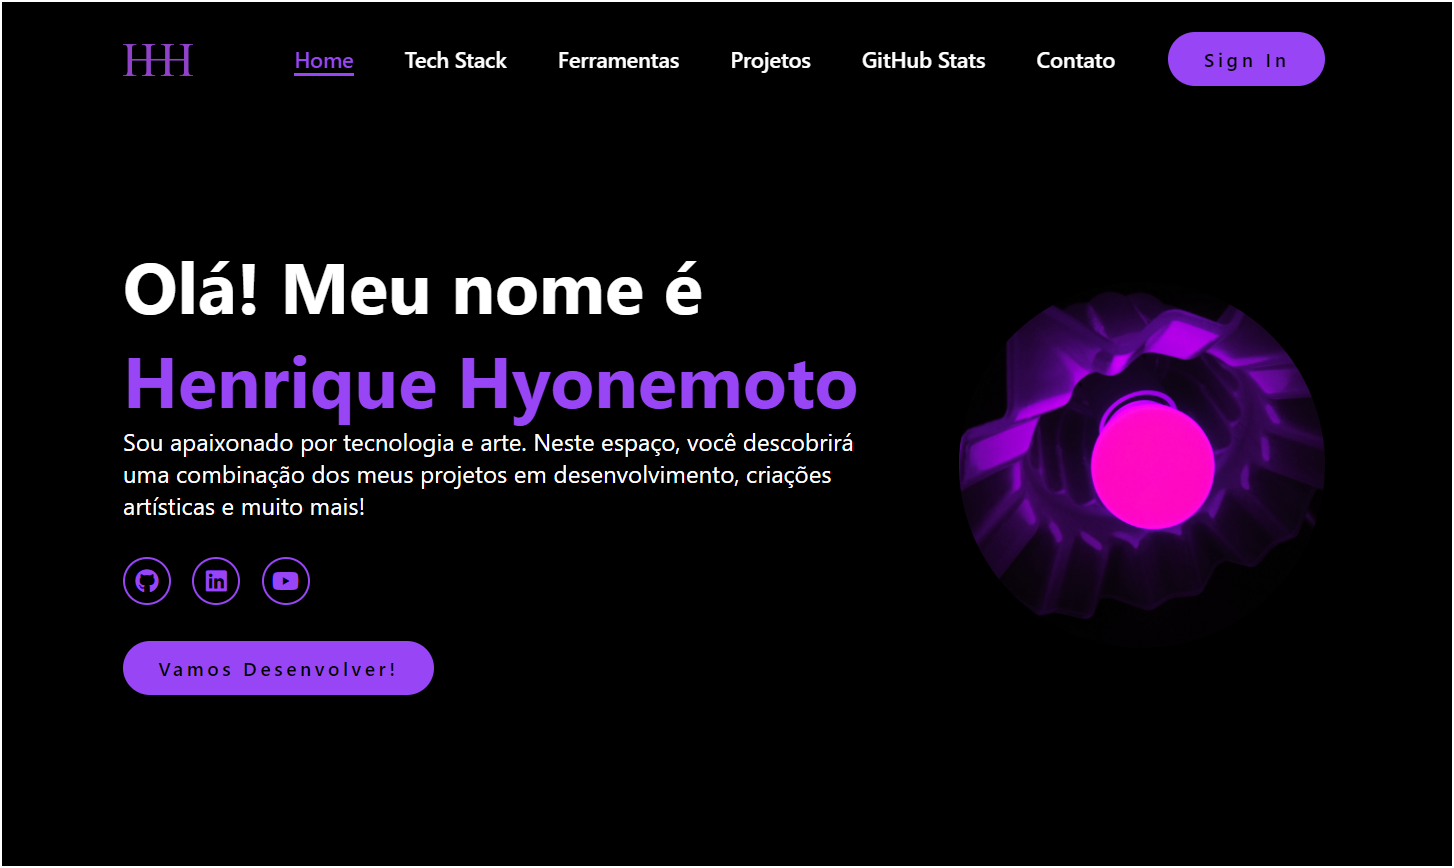 HH
Home
Tech Stack
Ferramentas
Projetos
GitHub Stats
Contato
Sign In
Olá! Meu nome é
Henrique Hyonemoto
Sou apaixonado por tecnologia e arte. Neste espaço, você descobrirá
uma combinação dos meus projetos em desenvolvimento, criações
artísticas e muito mais!
in
Vamos Desenvolver!